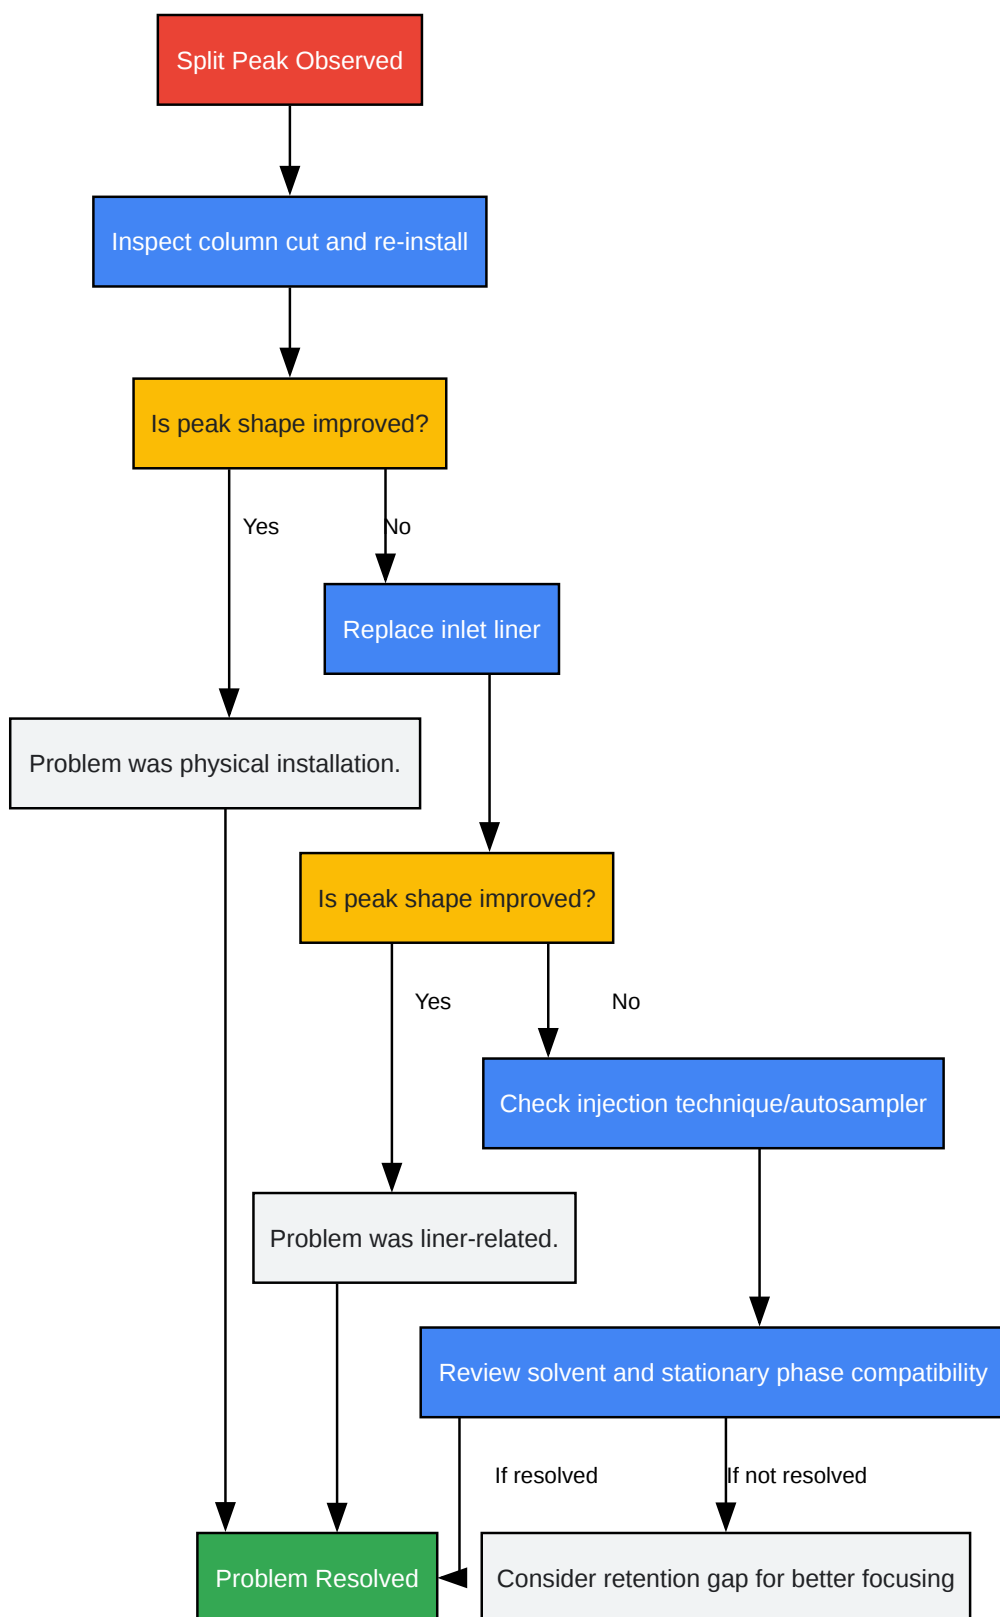 Split Peak Observed
Inspect column cut and re-install
Is peak shape improved?
Yes
No
Replace inlet liner
Problem was physical installation.
Is peak shape improved?
Yes
No
Check injection technique/autosampler
Problem was liner-related.
Review solvent and stationary phase compatibility
If resolved
If not resolved
Problem Resolved
Consider retention gap for better focusing